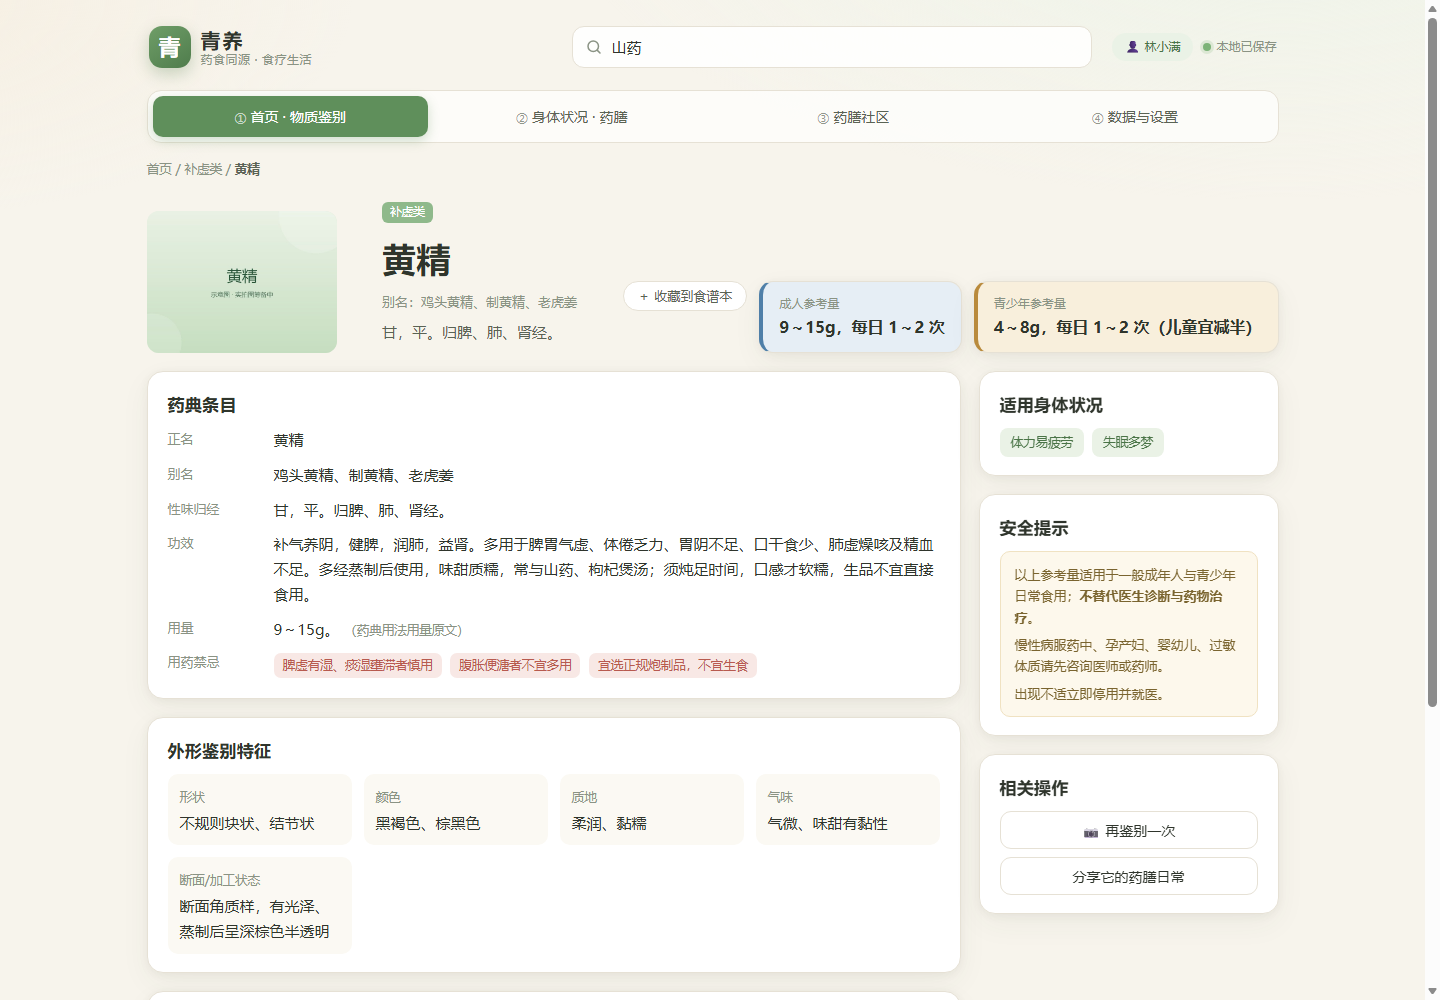 青
青养
药食同源 · 食疗生活
山药
林小满
本地已保存
① 首页 · 物质鉴别
② 身体状况 · 药膳
③ 药膳社区
④ 数据与设置
首页 / 补虚类 / 黄精
黄精
示意图 · 实拍图筹备中
补虚类
黄精
别名：鸡头黄精、制黄精、老虎姜
甘，平。归脾、肺、肾经。
+ 收藏到食谱本
成人参考量
9～15g，每日 1～2 次
青少年参考量
4～8g，每日 1～2 次（儿童宜减半）
药典条目
正名
黄精
别名
鸡头黄精、制黄精、老虎姜
性味归经
甘，平。归脾、肺、肾经。
功效
补气养阴，健脾，润肺，益肾。多用于脾胃气虚、体倦乏力、胃阴不足、口干食少、肺虚燥咳及精血
不足。多经蒸制后使用，味甜质糯，常与山药、枸杞煲汤；须炖足时间，口感才软糯，生品不宜直接
食用。
用量
9～15g。 （药典用法用量原文）
用药禁忌
脾虚有湿、痰湿壅滞者慎用
腹胀便溏者不宜多用
宜选正规炮制品，不宜生食
外形鉴别特征
形状
不规则块状、结节状
颜色
黑褐色、棕黑色
质地
柔润、黏糯
气味
气微、味甜有黏性
断面/加工状态
断面角质样，有光泽、
蒸制后呈深棕色半透明
适用身体状况
体力易疲劳
失眠多梦
安全提示
以上参考量适用于一般成年人与青少年
日常食用；不替代医生诊断与药物治
疗。
慢性病服药中、孕产妇、婴幼儿、过敏
体质请先咨询医师或药师。
出现不适立即停用并就医。
相关操作
再鉴别一次
分享它的药膳日常